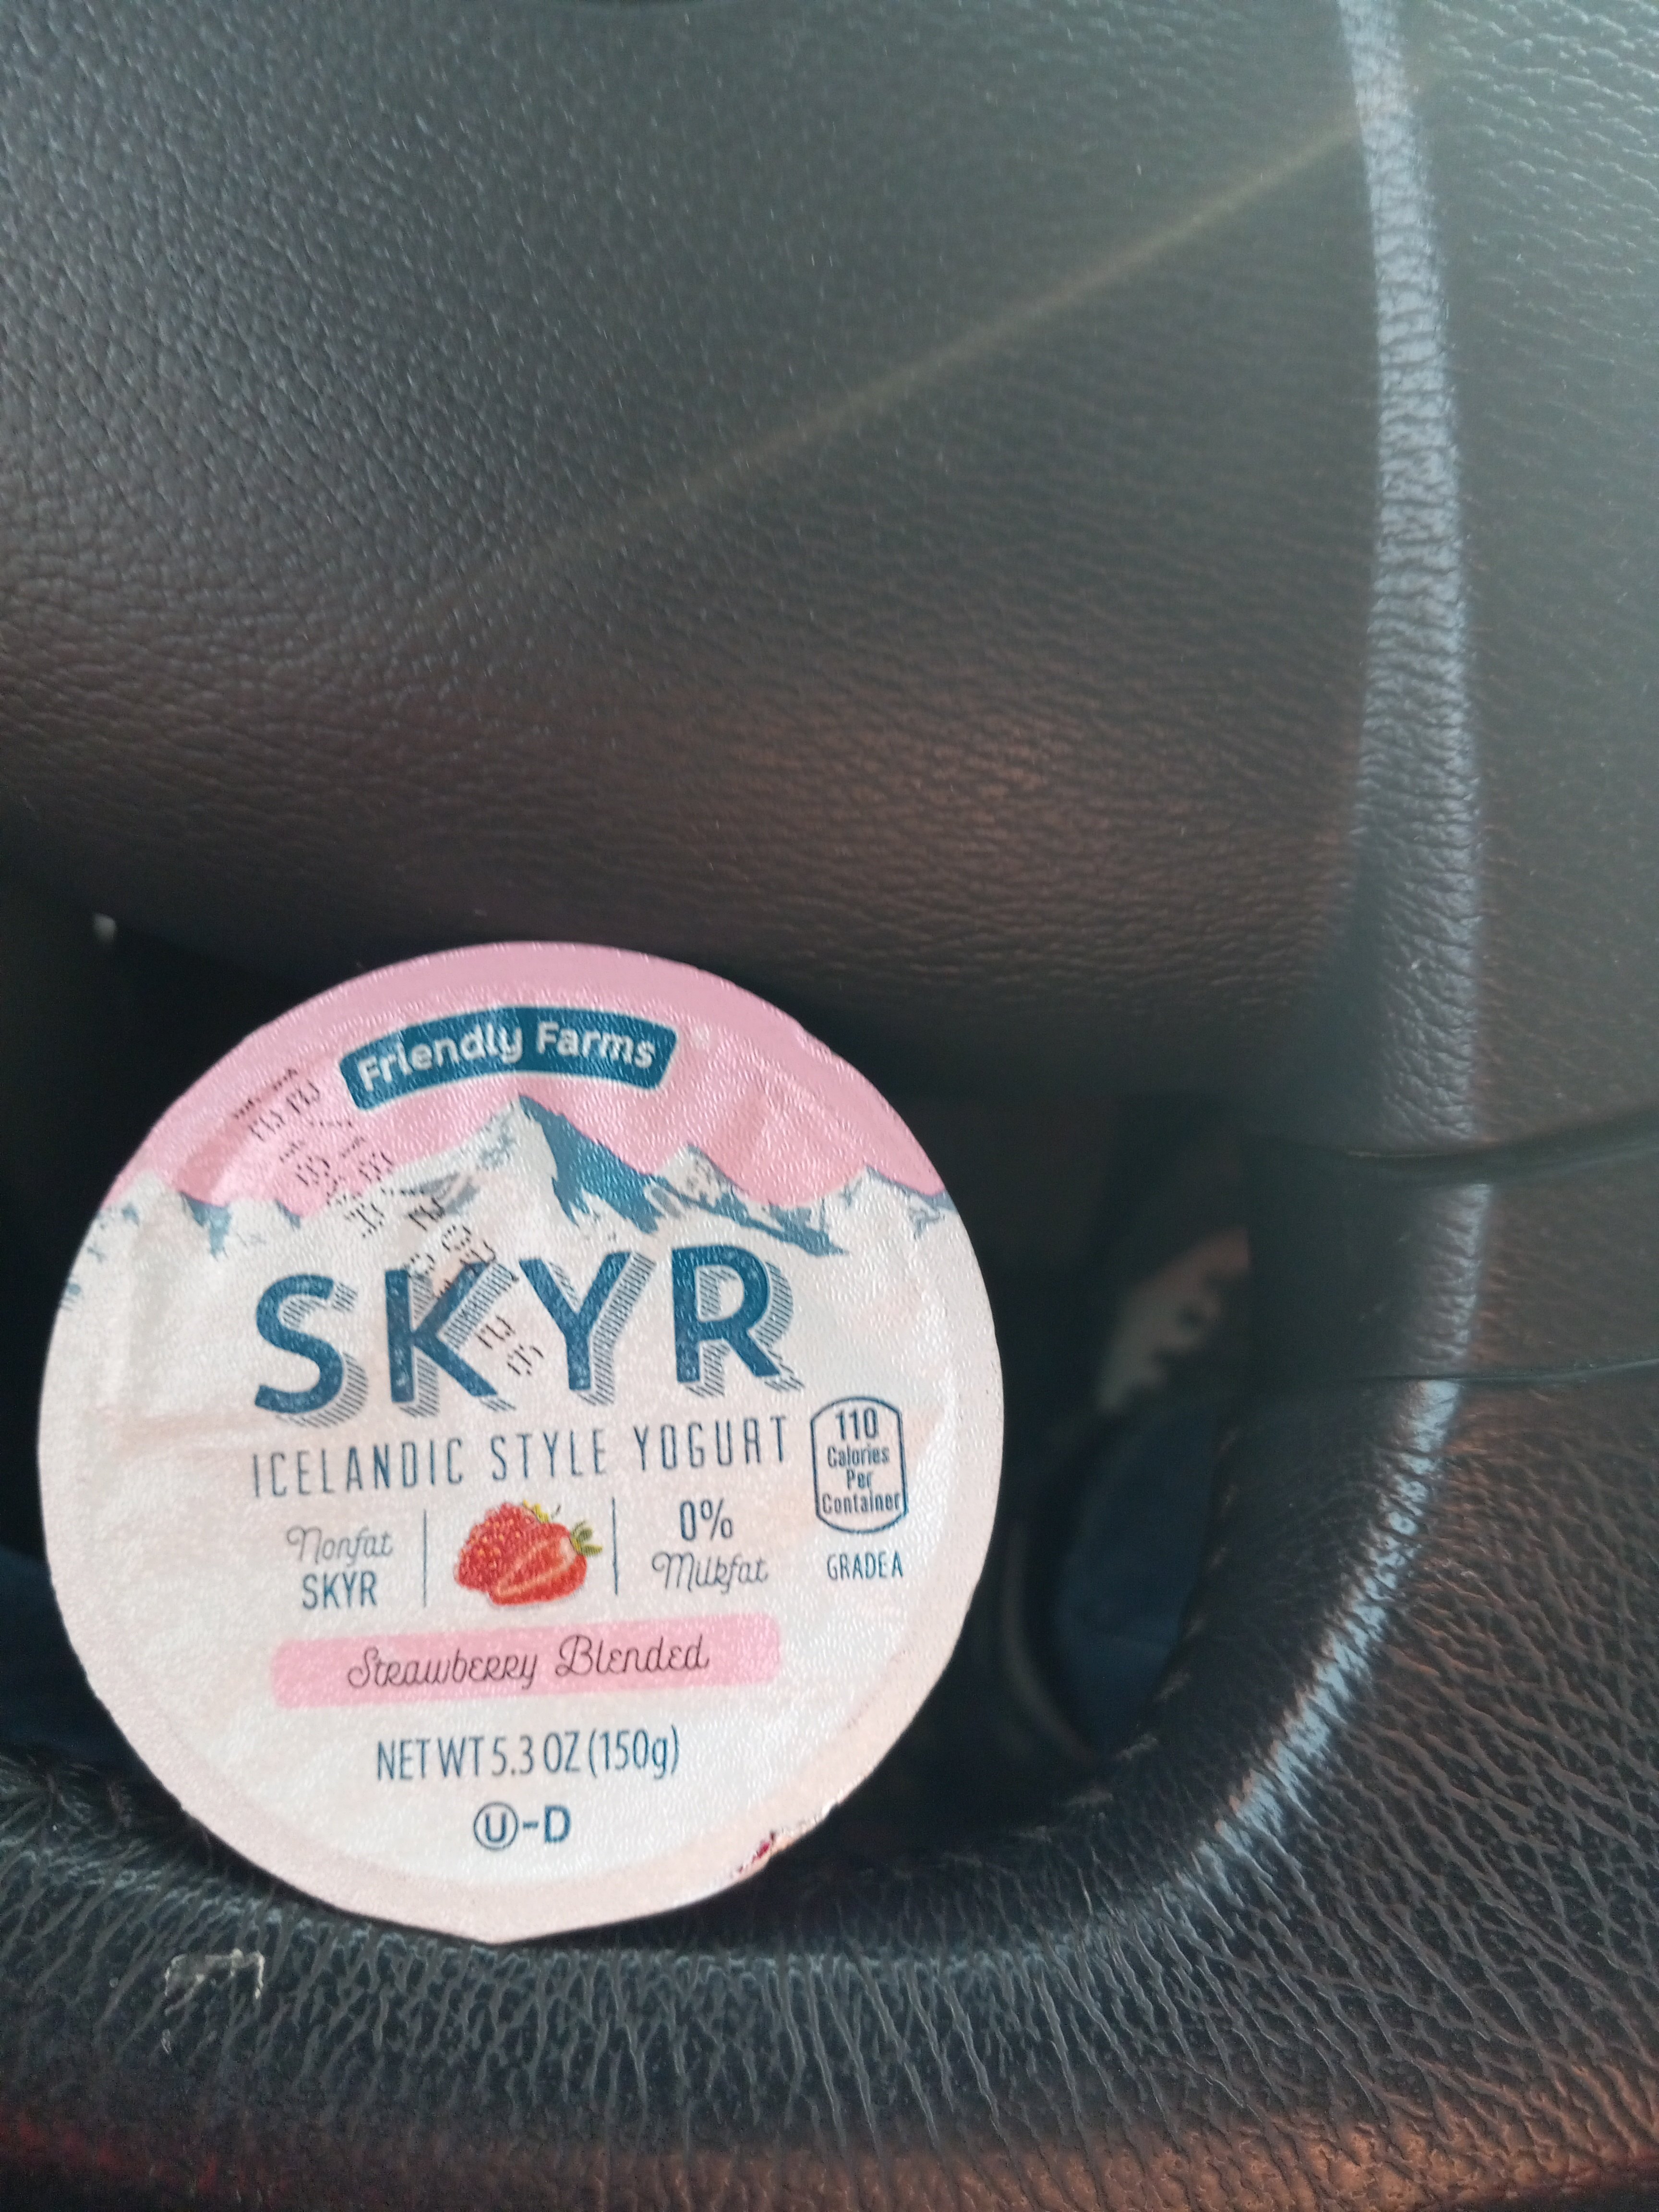 Friendly Farms
SKYR
ICELANDIC STYLE YOGURT
110
Calories
Per
Container
Nonfat
SKYR
0%
Milkfat
GRADE A
Strawberry Blended
NET WT 5.3 OZ (150g)
Ⓤ-D